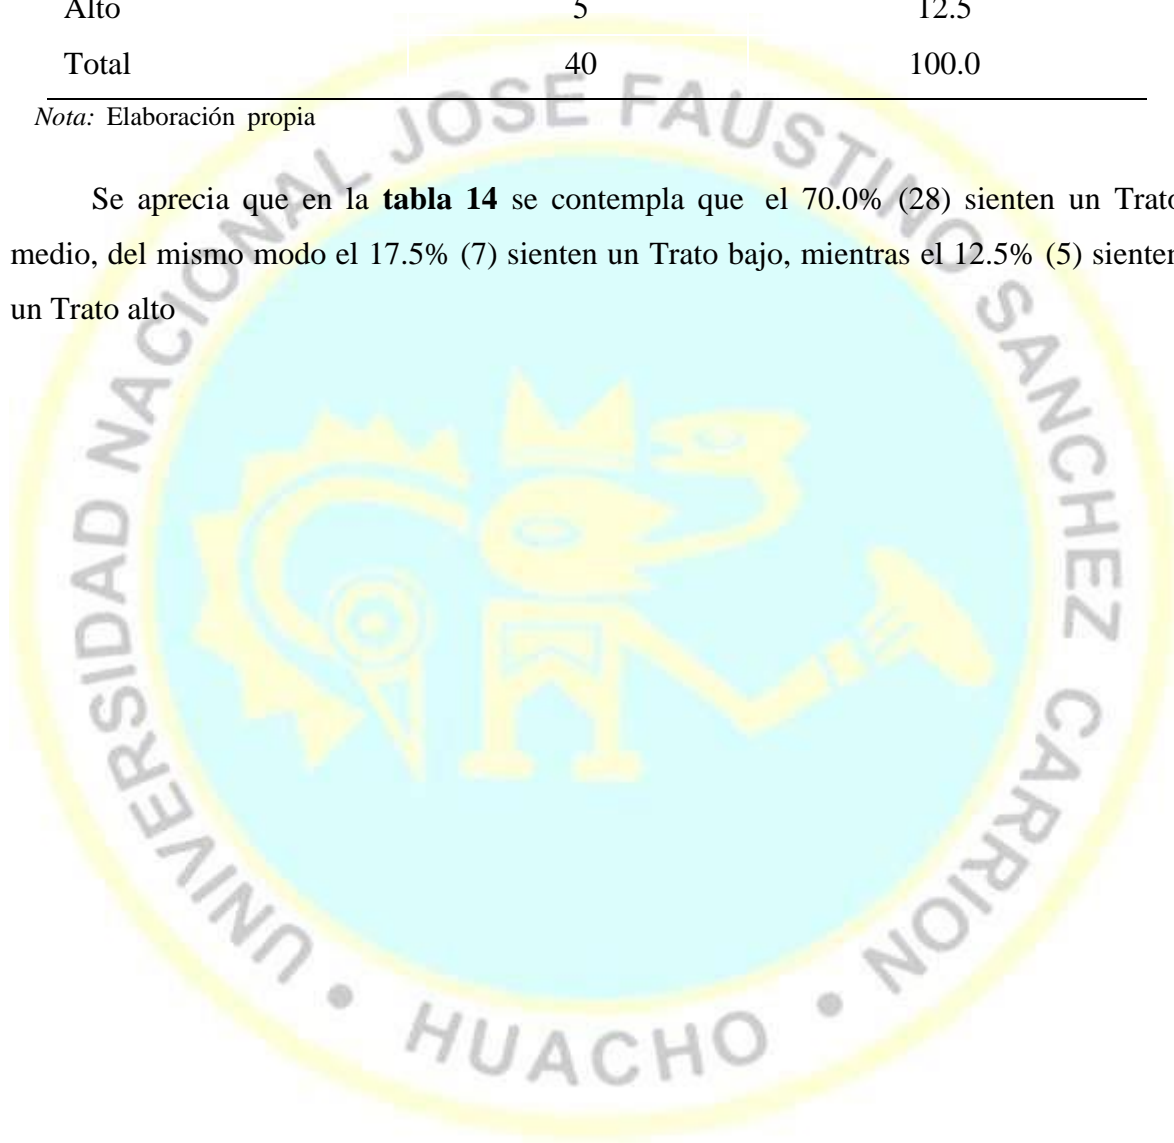 Alto 5 12.5
Total 40 100.0
Nota: Elaboración propia
Se aprecia que en la tabla 14 se contempla que el 70.0% (28) sienten un Trato
medio, del mismo modo el 17.5% (7) sienten un Trato bajo, mientras el 12.5% (5) sienten
un Trato alto
UNIVERSIDAD NACIONAL JOSE FAUSTINO SANCHEZ CARRION
• HUACHO •